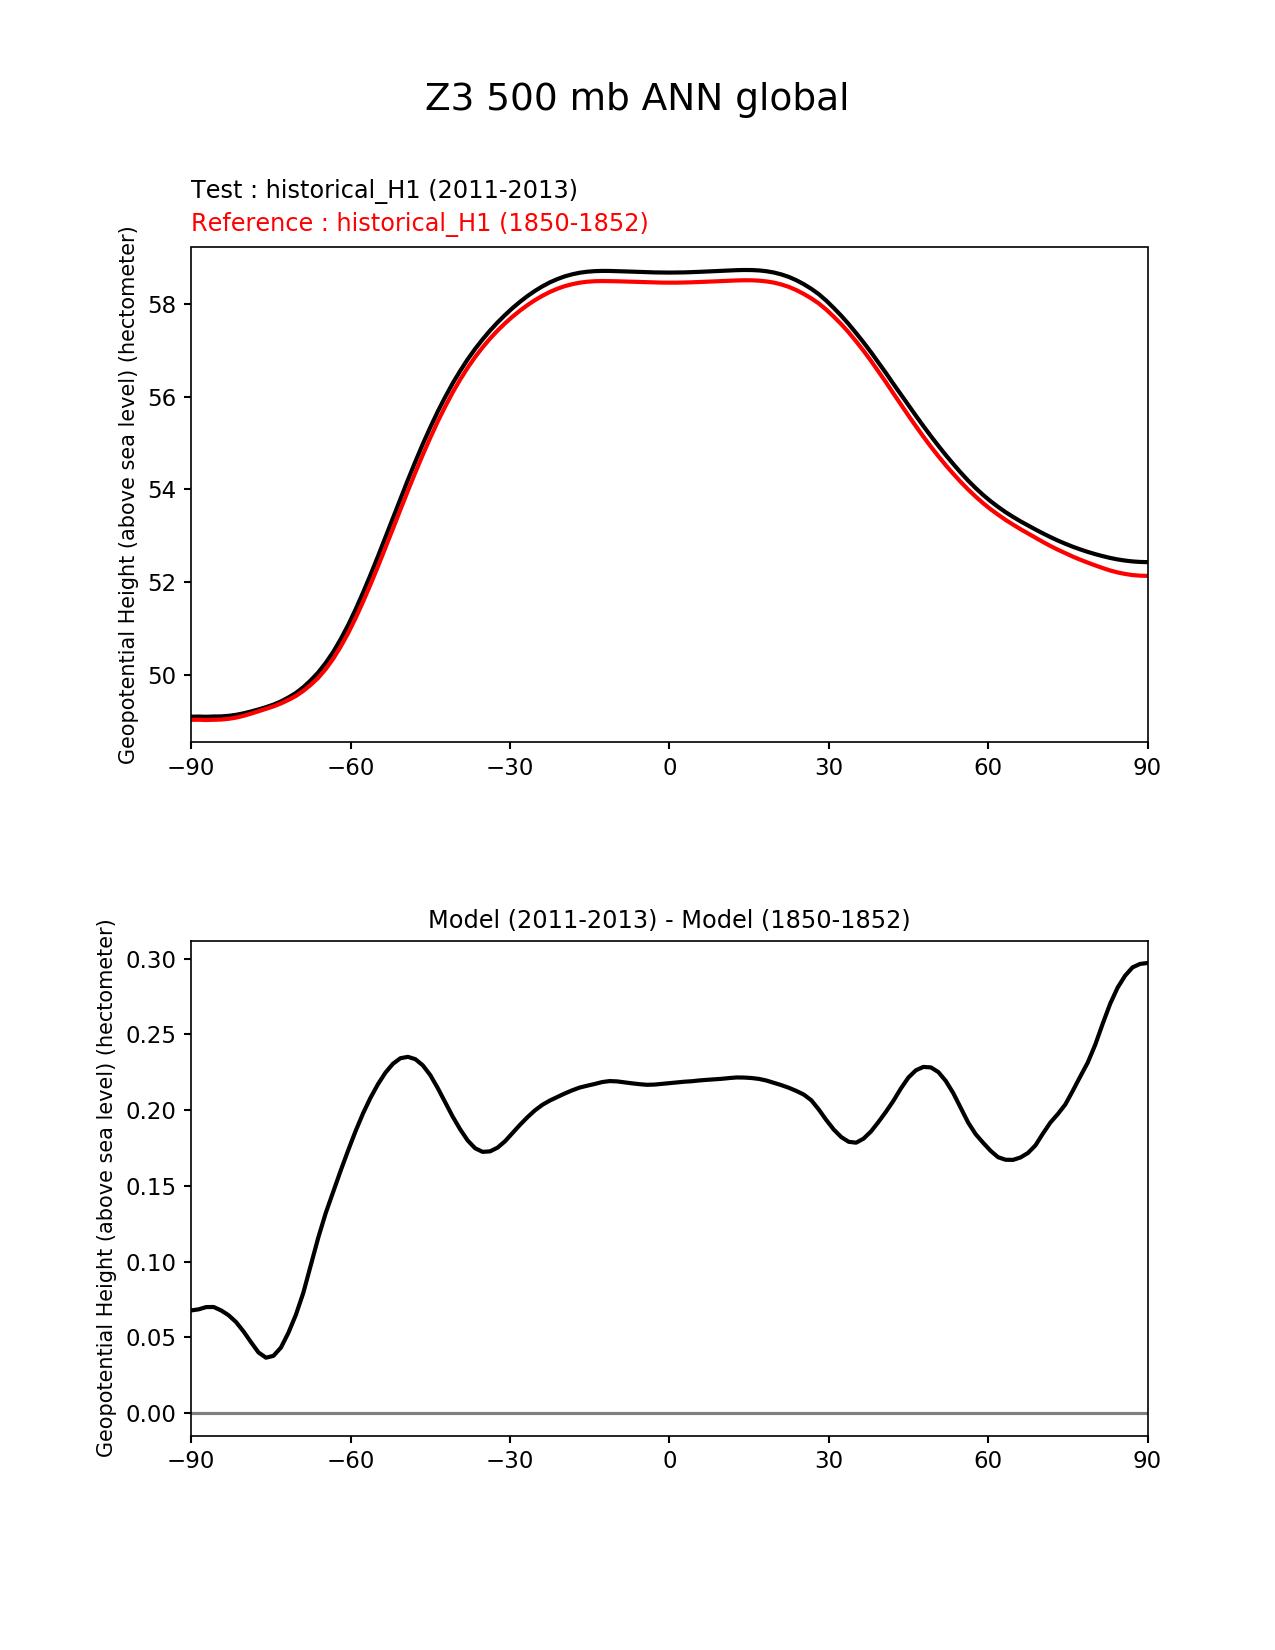 Z3 500 mb ANN global
Test : historical_H1 (2011-2013)
Reference : historical_H1 (1850-1852)
Geopotential Height (above sea level) (hectometer)
58
56
54
52
50
−90 −60 −30 0 30 60 90
Model (2011-2013) - Model (1850-1852)
Geopotential Height (above sea level) (hectometer)
0.30
0.25
0.20
0.15
0.10
0.05
0.00
−90 −60 −30 0 30 60 90